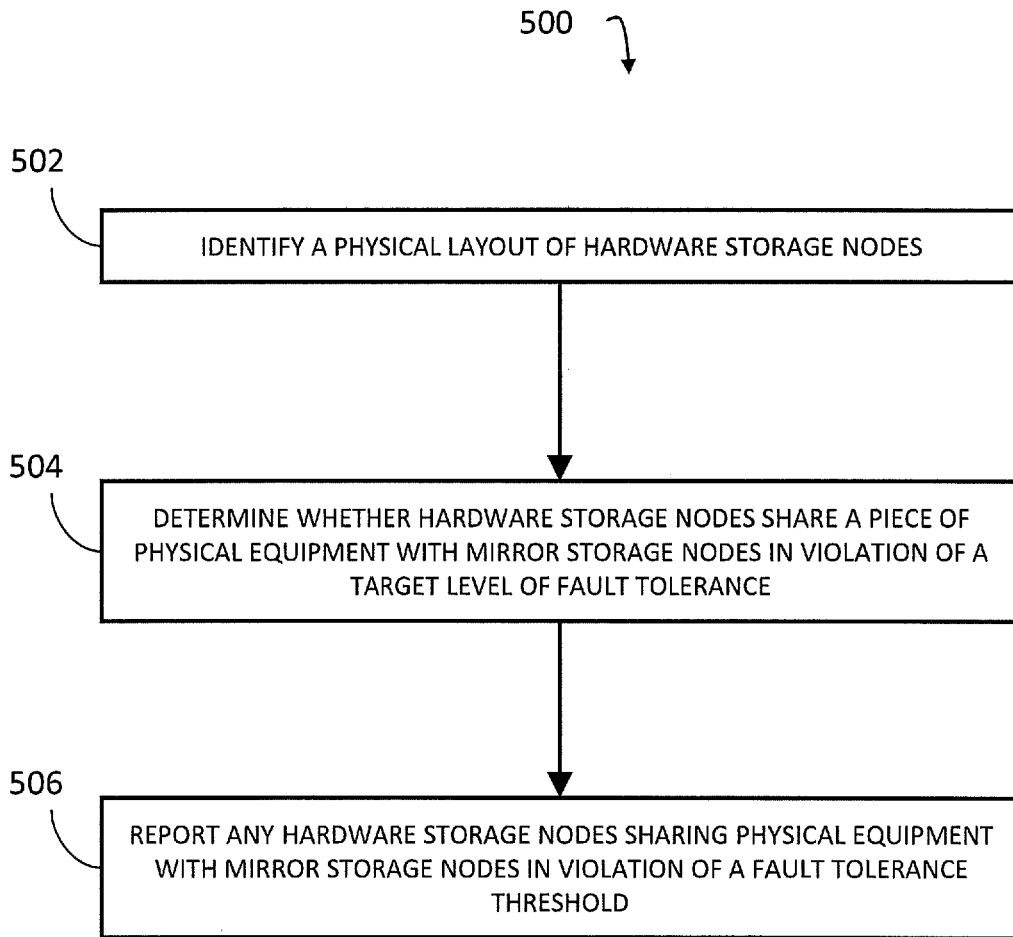 500
502
IDENTIFY A PHYSICAL LAYOUT OF HARDWARE STORAGE NODES
504
DETERMINE WHETHER HARDWARE STORAGE NODES SHARE A PIECE OF
PHYSICAL EQUIPMENT WITH MIRROR STORAGE NODES IN VIOLATION OF A
TARGET LEVEL OF FAULT TOLERANCE
506
REPORT ANY HARDWARE STORAGE NODES SHARING PHYSICAL EQUIPMENT
WITH MIRROR STORAGE NODES IN VIOLATION OF A FAULT TOLERANCE
THRESHOLD